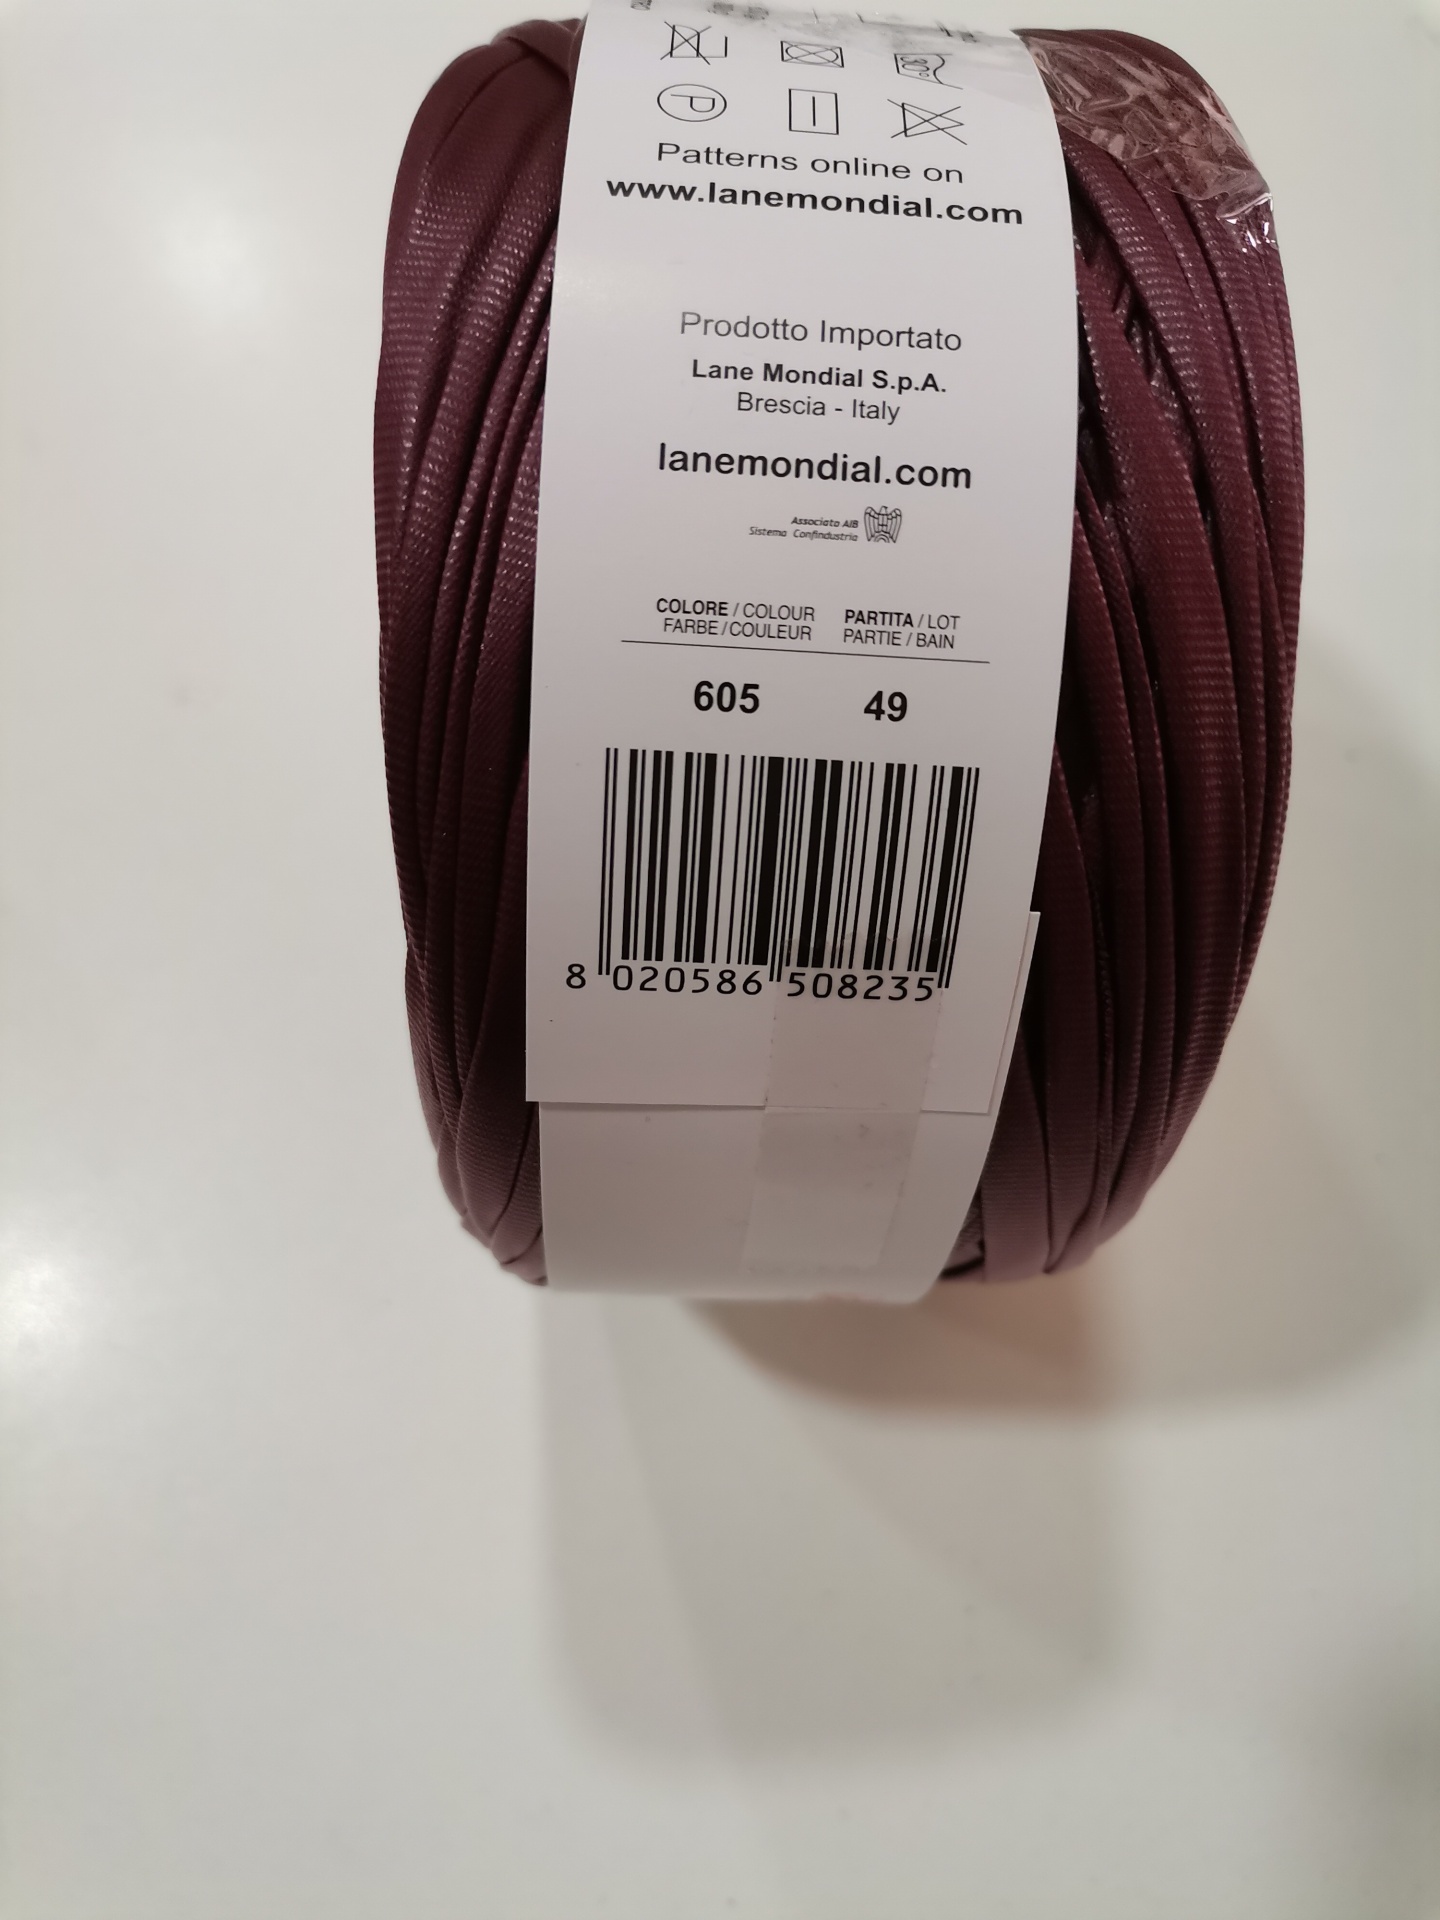 30°
P
Patterns online on
www.lanemondial.com
Prodotto Importato
Lane Mondial S.p.A.
Brescia - Italy
lanemondial.com
Associato AIB
Sistema Confindustria
COLORE / COLOUR PARTITA / LOT
FARBE / COULEUR PARTIE / BAIN
605 49
8 020586 508235